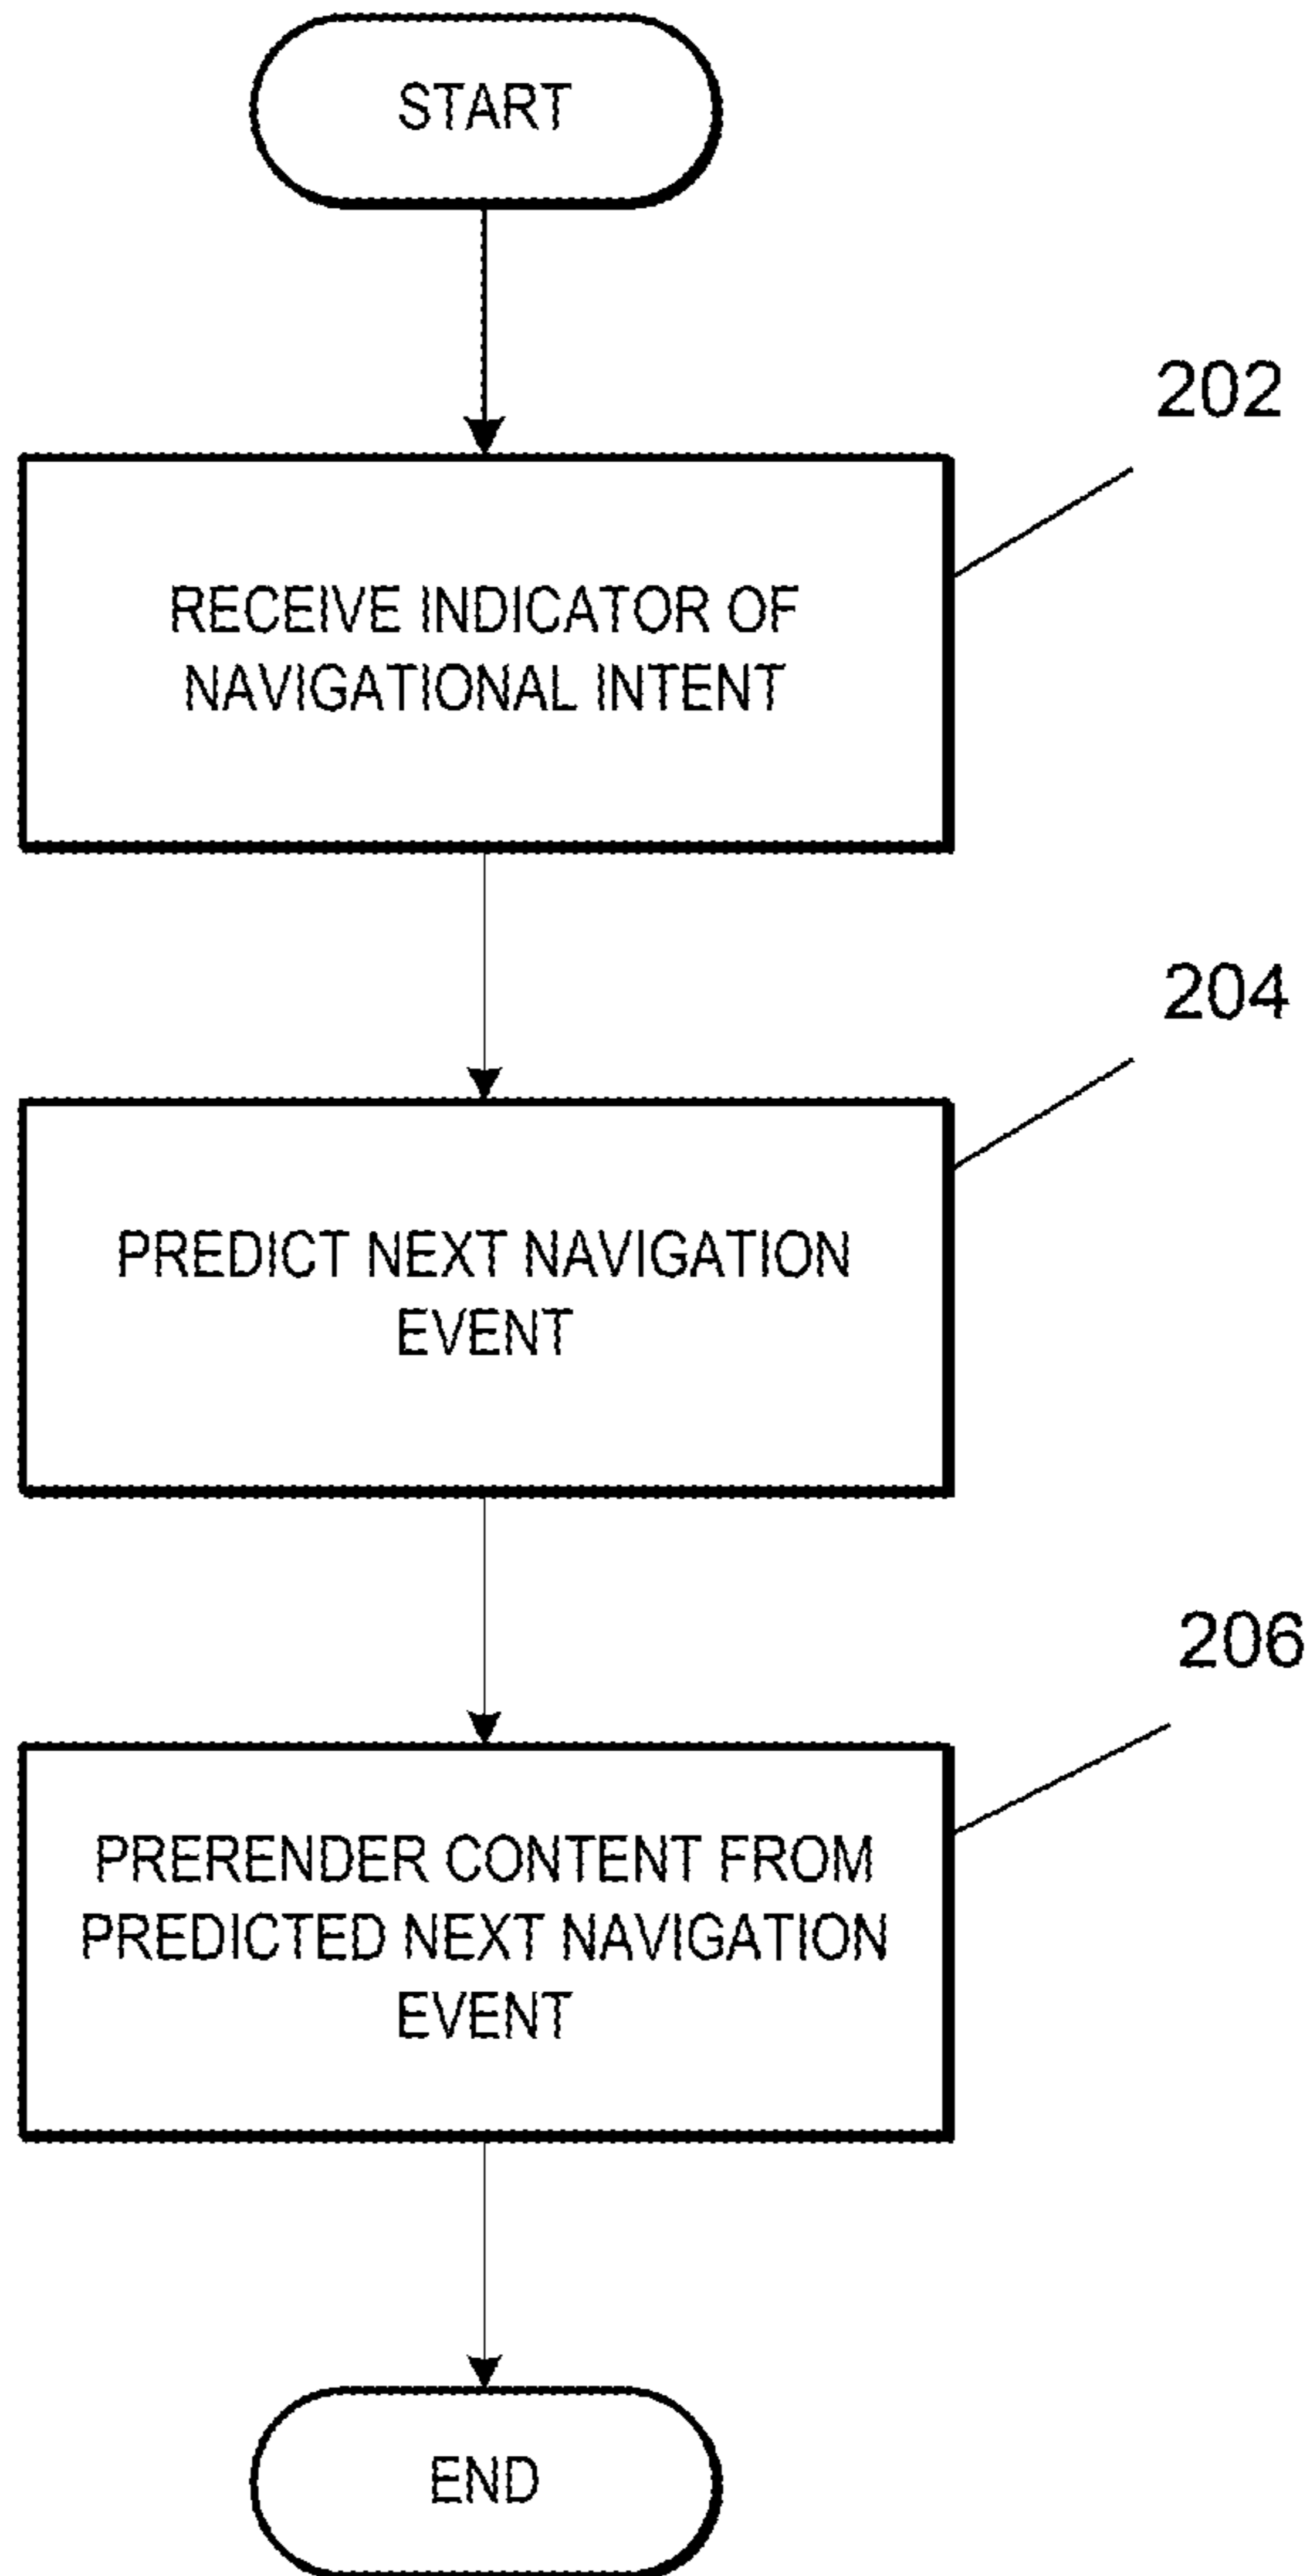 START
202
RECEIVE INDICATOR OF
NAVIGATIONAL INTENT
204
PREDICT NEXT NAVIGATION
EVENT
206
PRERENDER CONTENT FROM
PREDICTED NEXT NAVIGATION
EVENT
END